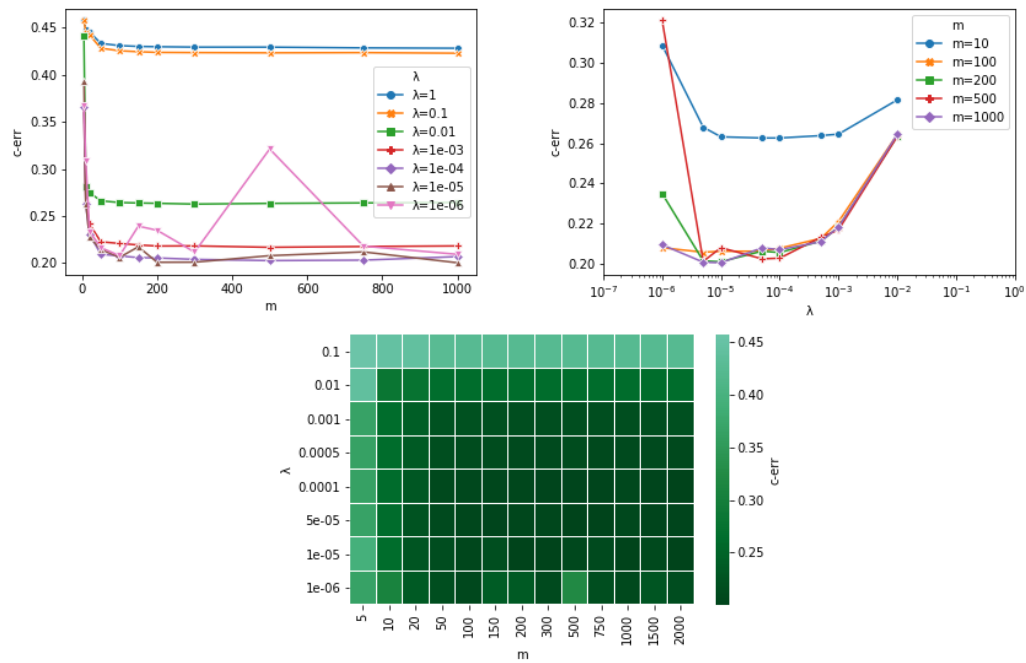 0.45
0.40
0.35
0.30
0.25
0.20
c-err
0
200
400
600
800
1000
m
λ
λ=1
λ=0.1
λ=0.01
λ=1e-03
λ=1e-04
λ=1e-05
λ=1e-06
0.32
0.30
0.28
0.26
0.24
0.22
0.20
c-err
10⁻⁷
10⁻⁶
10⁻⁵
10⁻⁴
10⁻³
10⁻²
10⁻¹
10⁰
λ
m
m=10
m=100
m=200
m=500
m=1000
0.1
0.01
0.001
0.0005
0.0001
5e-05
1e-05
1e-06
λ
5
10
20
50
100
150
200
300
500
750
1000
1500
2000
m
0.45
0.40
0.35
0.30
0.25
c-err